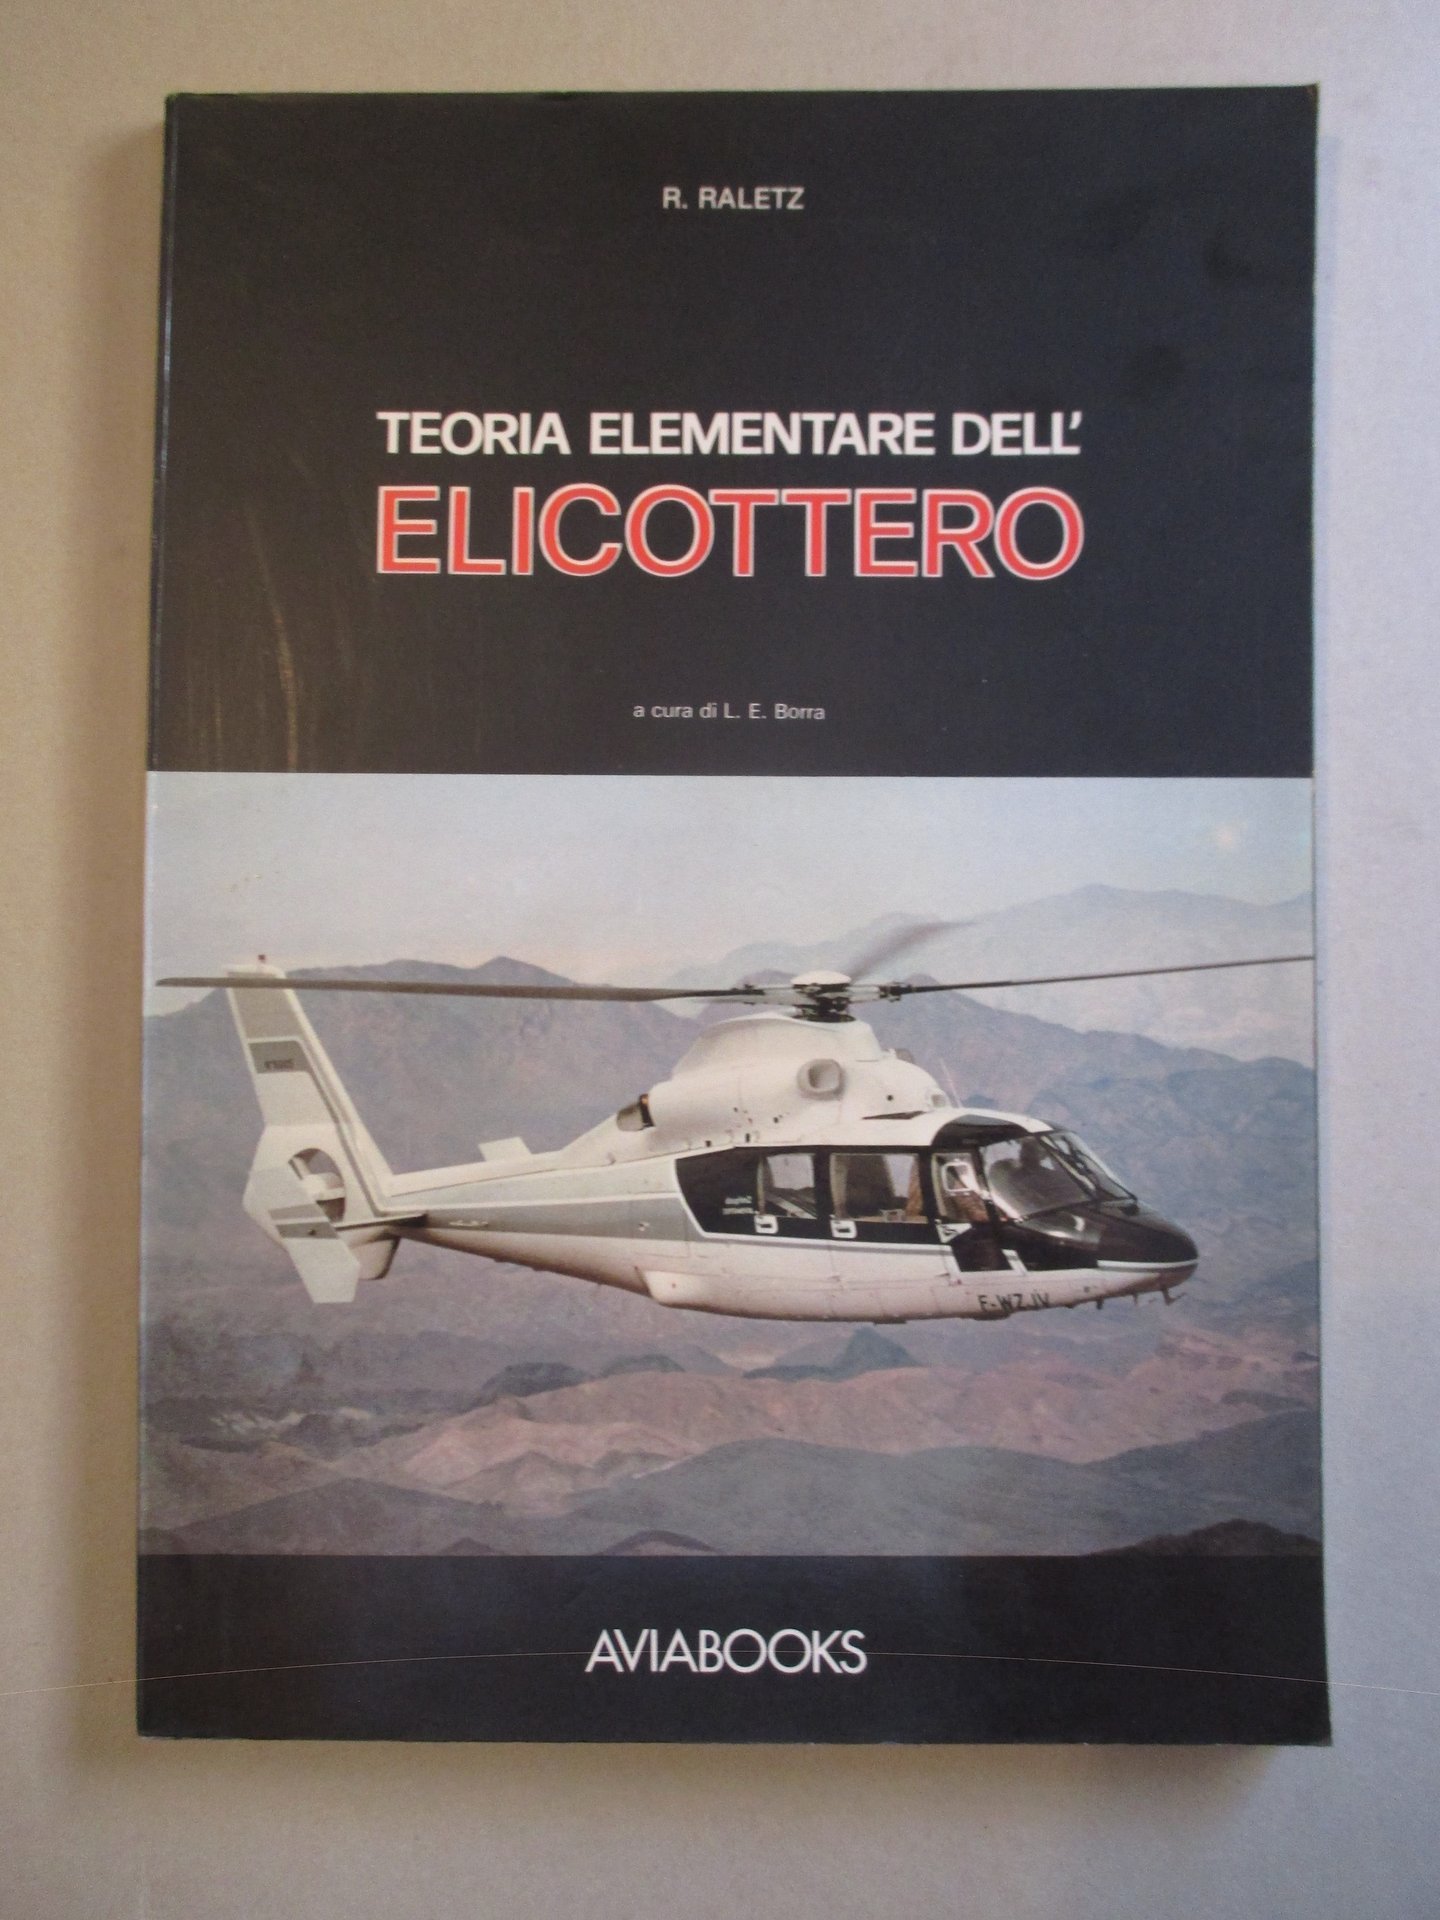 R. RALETZ
TEORIA ELEMENTARE DELL'
ELICOTTERO
a cura di L. E. Borra
F-WZJV
AVIABOOKS